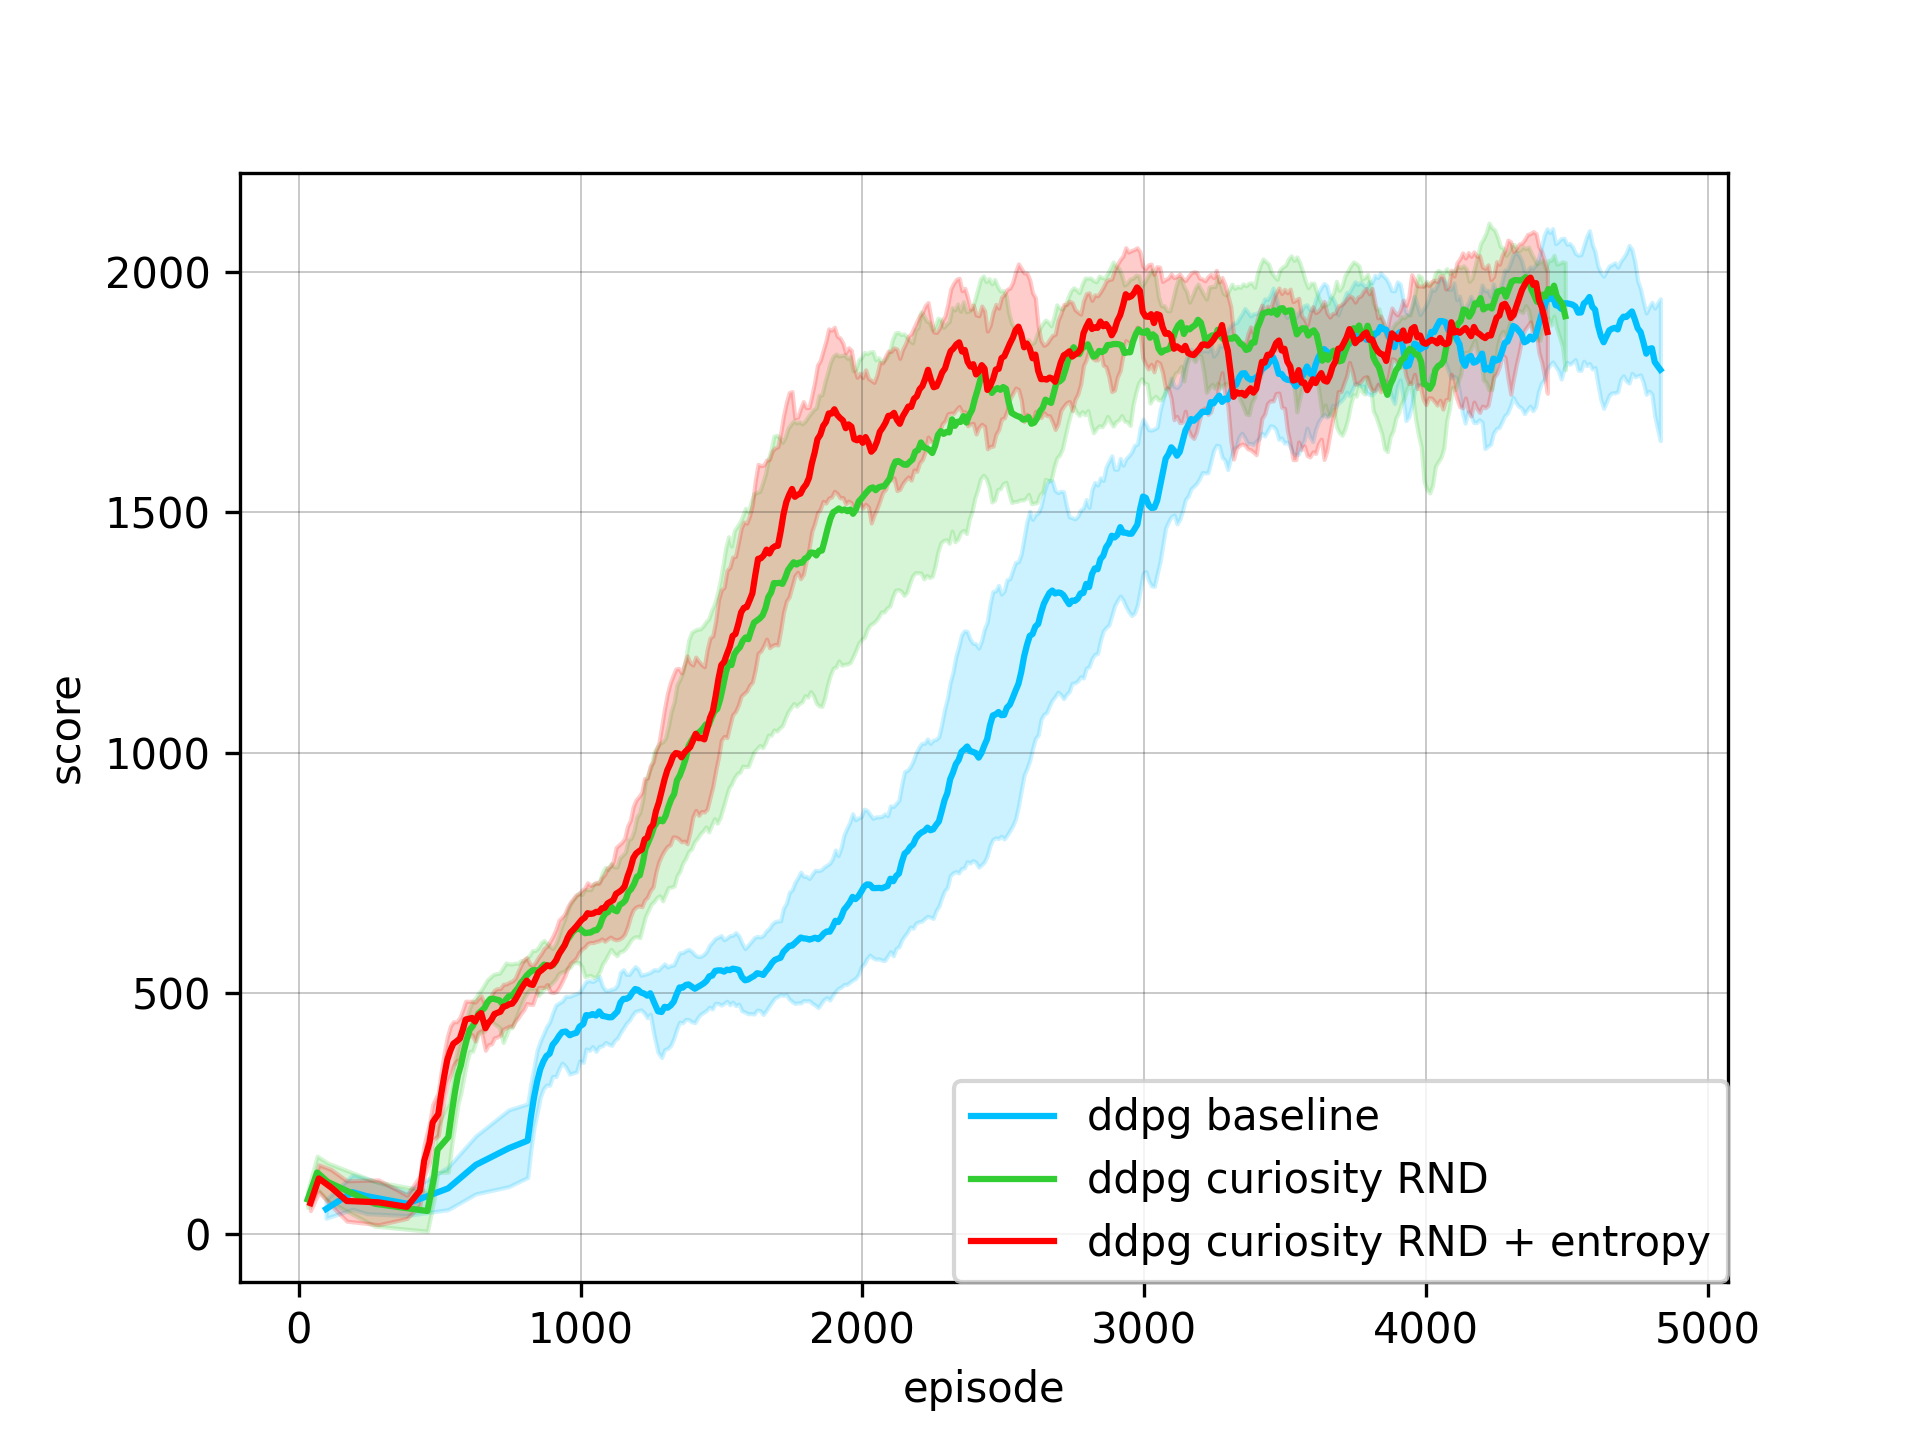 2000
1500
1000
500
0
score
0 1000 2000 3000 4000 5000
episode
ddpg baseline
ddpg curiosity RND
ddpg curiosity RND + entropy